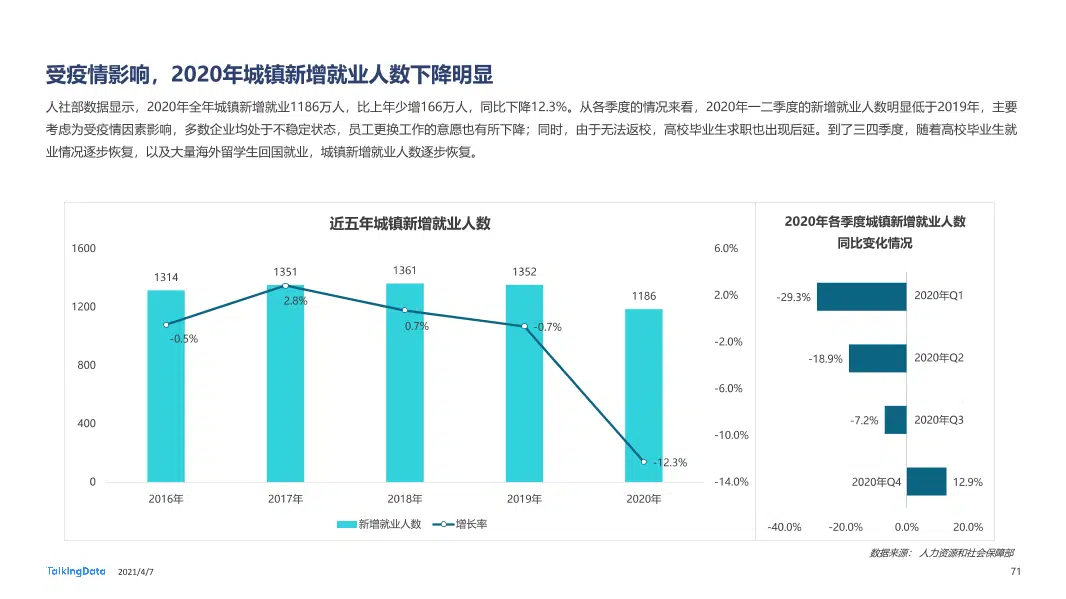 受疫情影响，2020年城镇新增就业人数下降明显
人社部数据显示，2020年全年城镇新增就业1186万人，比上年少增166万人，同比下降12.3%。从各季度的情况来看，2020年一二季度的新增就业人数明显低于2019年，主要
考虑为受疫情因素影响，多数企业均处于不稳定状态，员工更换工作的意愿也有所下降；同时，由于无法返校，高校毕业生求职也出现后延。到了三四季度，随着高校毕业生就
业情况逐步恢复，以及大量海外留学生回国就业，城镇新增就业人数逐步恢复。
近五年城镇新增就业人数
1600
1200
800
400
0
6.0%
2.0%
-2.0%
-6.0%
-10.0%
-14.0%
1314
1351
1361
1352
1186
-0.5%
2.8%
0.7%
-0.7%
-12.3%
2016年
2017年
2018年
2019年
2020年
新增就业人数
增长率
2020年各季度城镇新增就业人数
同比变化情况
-29.3%
2020年Q1
-18.9%
2020年Q2
-7.2%
2020年Q3
2020年Q4
12.9%
-40.0%
-20.0%
0.0%
20.0%
数据来源： 人力资源和社会保障部
TalkingData
2021/4/7
71